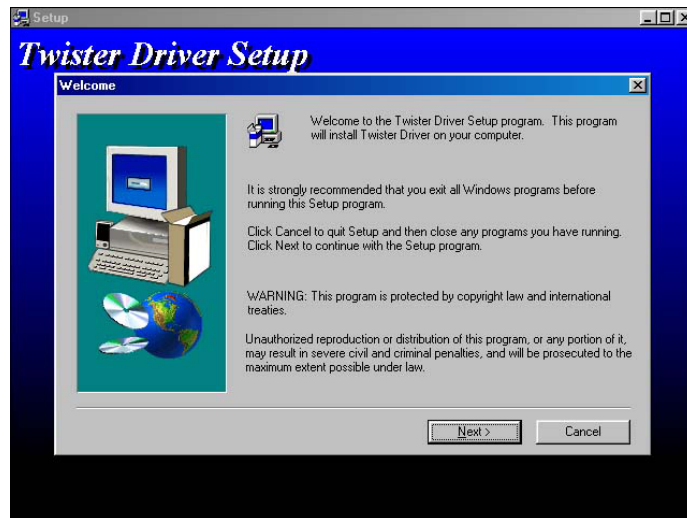 Setup
Twister Driver Setup
Welcome
Welcome to the Twister Driver Setup program. This program
will install Twister Driver on your computer.
It is strongly recommended that you exit all Windows programs before
running this Setup program.
Click Cancel to quit Setup and then close any programs you have running.
Click Next to continue with the Setup program.
WARNING: This program is protected by copyright law and international
treaties.
Unauthorized reproduction or distribution of this program, or any portion of it,
may result in severe civil and criminal penalties, and will be prosecuted to the
maximum extent possible under law.
Next >
Cancel